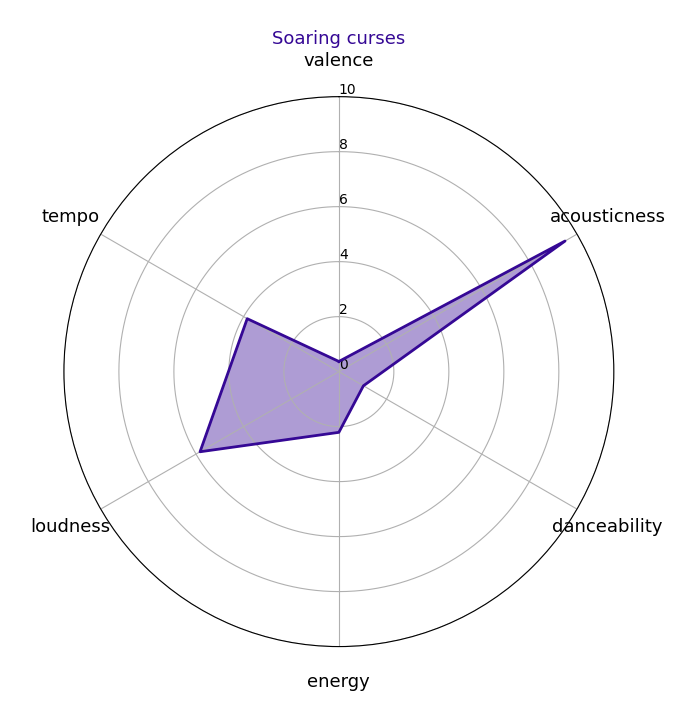 Soaring curses
valence
10
8
6
4
2
0
tempo
acousticness
loudness
danceability
energy